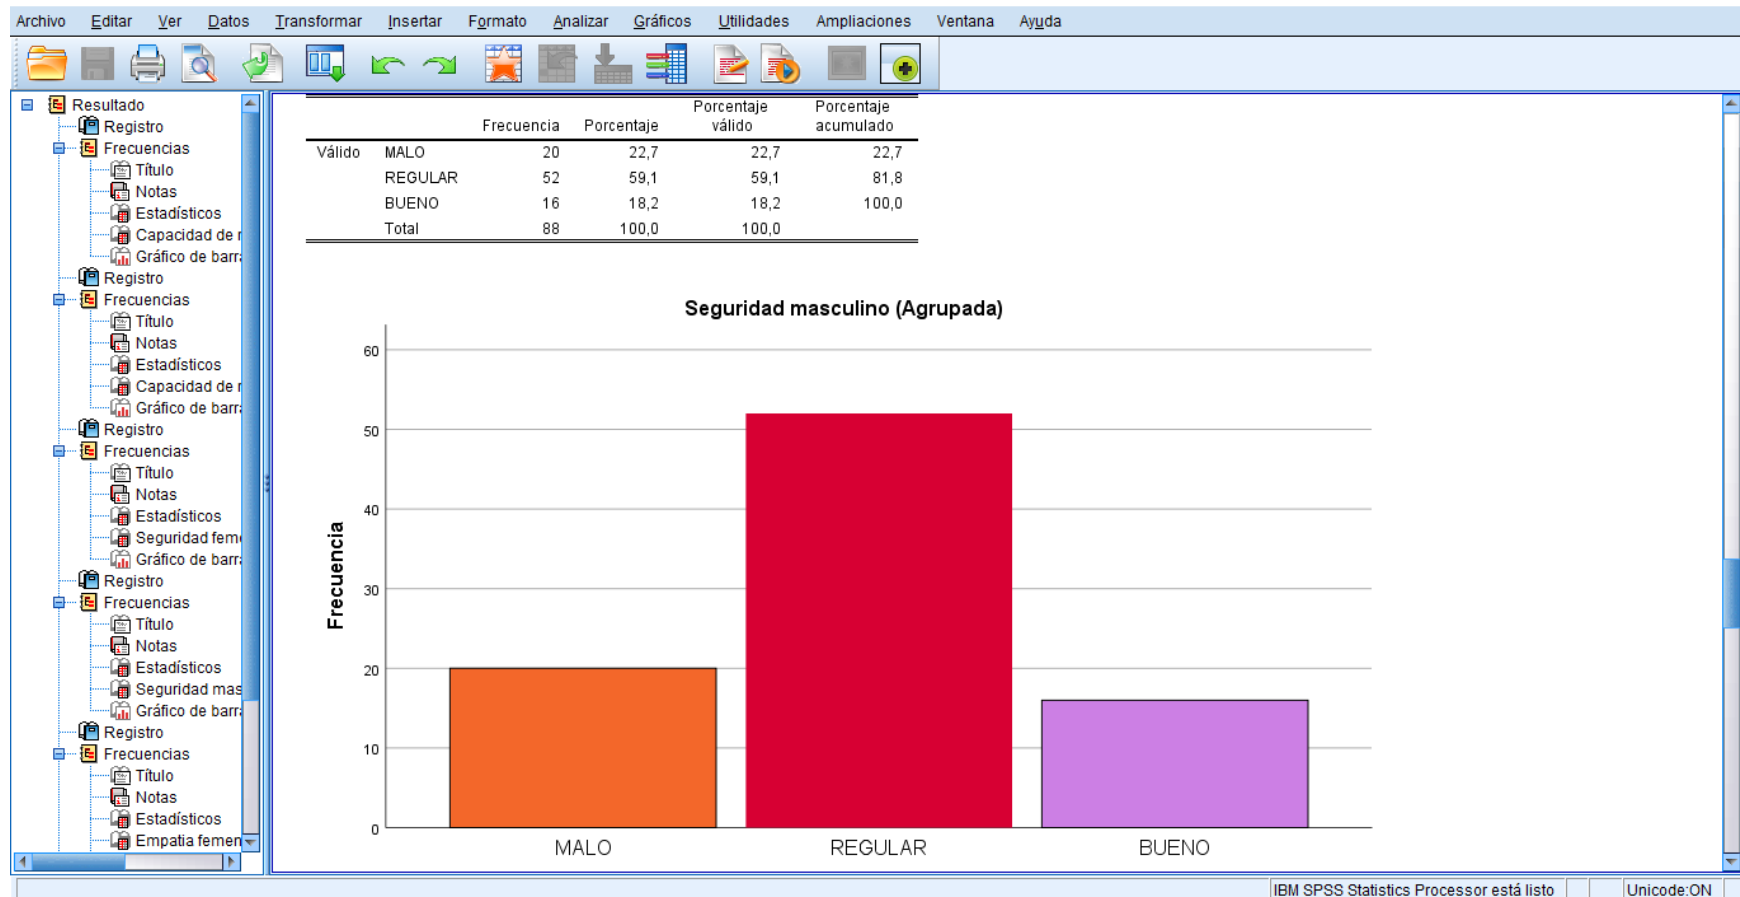 Archivo Editar Ver Datos Transformar Insertar Formato Analizar Gráficos Utilidades Ampliaciones Ventana Ayuda
Resultado
Registro
Frecuencias
Título
Notas
Estadísticos
Capacidad de r
Gráfico de barra
Registro
Frecuencias
Título
Notas
Estadísticos
Capacidad de r
Gráfico de barra
Registro
Frecuencias
Título
Notas
Estadísticos
Seguridad feme
Gráfico de barra
Registro
Frecuencias
Título
Notas
Estadísticos
Seguridad mas
Gráfico de barra
Registro
Frecuencias
Título
Notas
Estadísticos
Empatia femen
Frecuencia Porcentaje Porcentaje válido Porcentaje acumulado
Válido MALO 20 22,7 22,7 22,7
REGULAR 52 59,1 59,1 81,8
BUENO 16 18,2 18,2 100,0
Total 88 100,0 100,0
Seguridad masculino (Agrupada)
Frecuencia
60
50
40
30
20
10
0
MALO REGULAR BUENO
IBM SPSS Statistics Processor está listo Unicode:ON